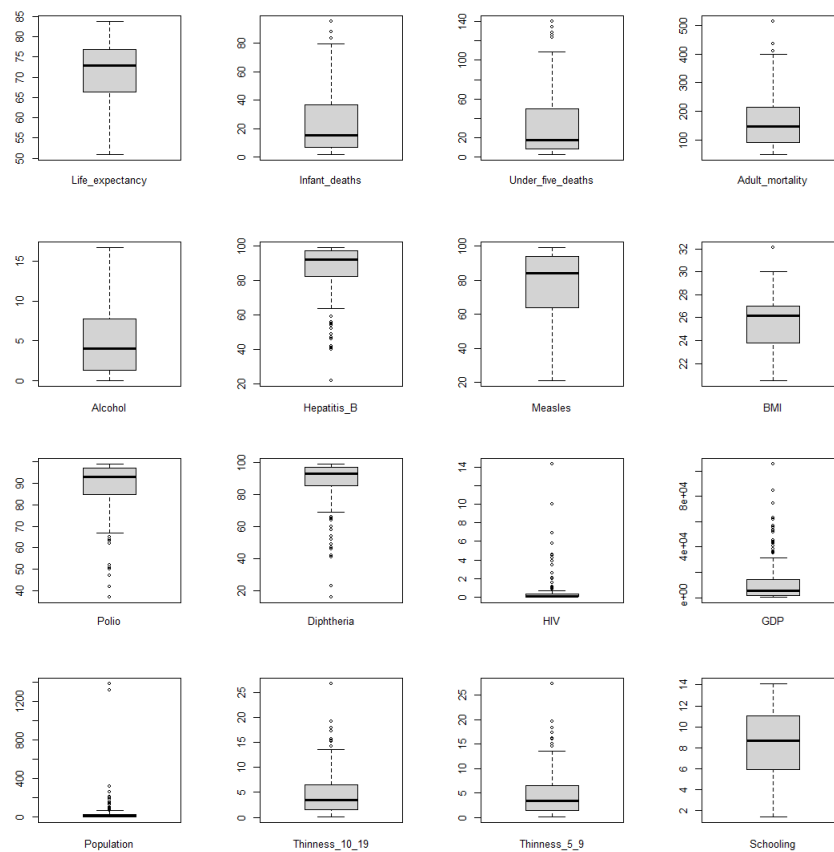 50 55 60 65 70 75 80 85
Life_expectancy
0 20 40 60 80
Infant_deaths
0 20 60 100 140
Under_five_deaths
100 200 300 400 500
Adult_mortality
0 5 10 15
Alcohol
20 40 60 80 100
Hepatitis_B
20 40 60 80 100
Measles
22 24 26 28 30 32
BMI
40 50 60 70 80 90
Polio
20 40 60 80 100
Diphtheria
0 2 4 6 8 10 14
HIV
e+00 4e+04 8e+04
GDP
0 400 800 1200
Population
0 5 10 15 20 25
Thinness_10_19
0 5 10 15 20 25
Thinness_5_9
2 4 6 8 10 12 14
Schooling